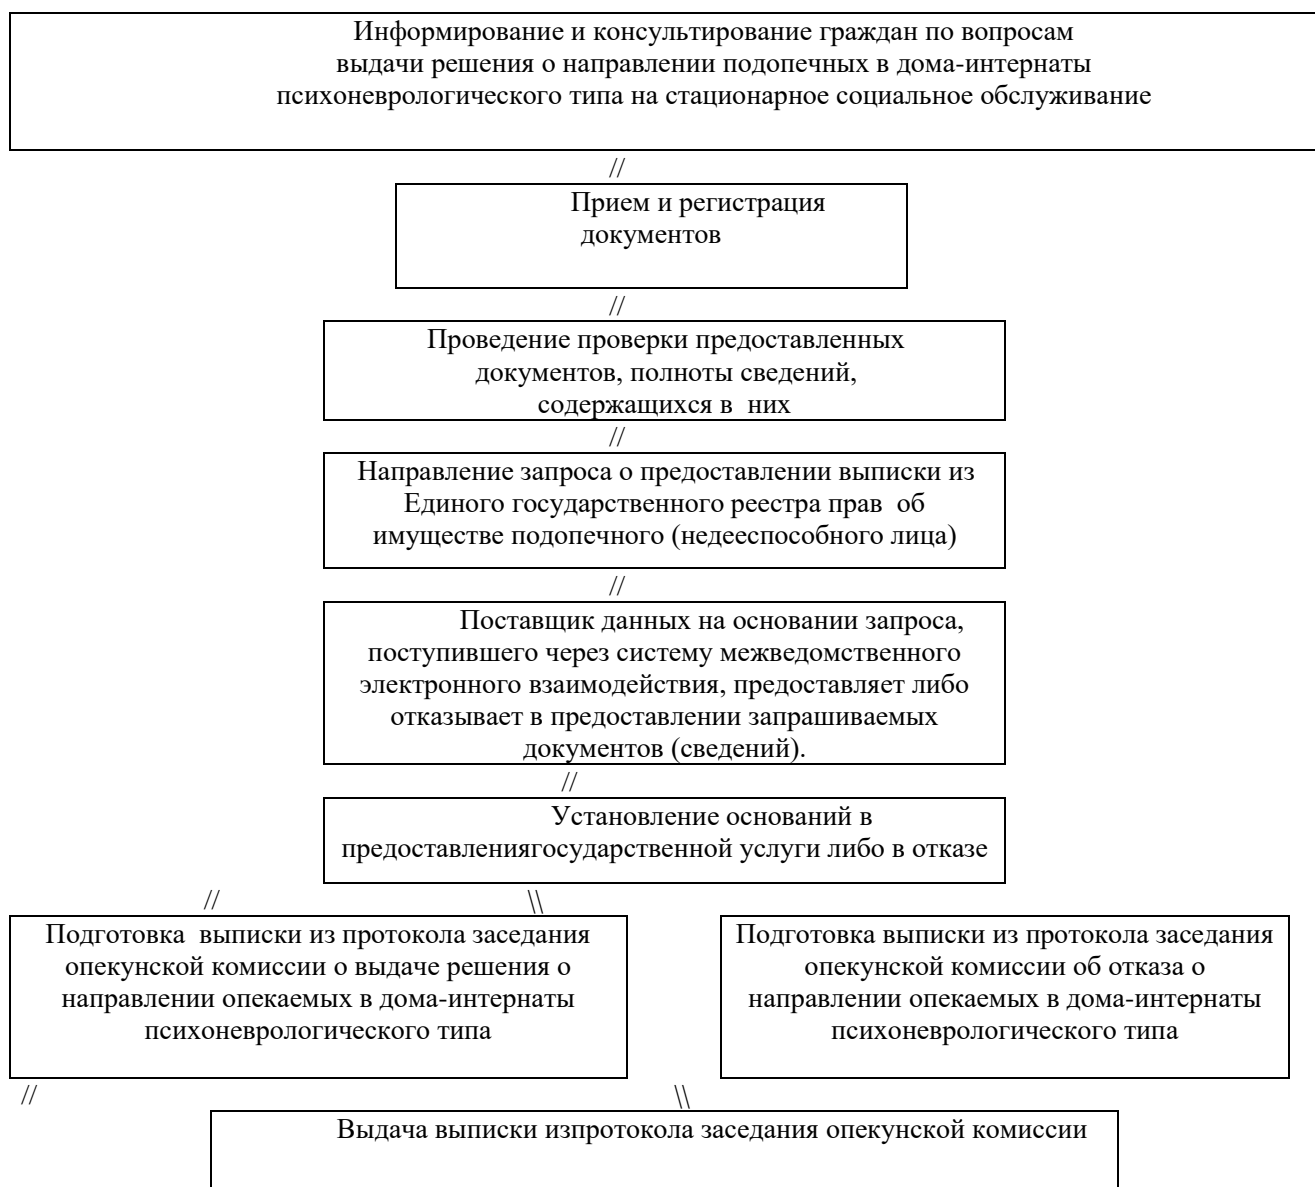 Информирование и консультирование граждан по вопросам
выдачи решения о направлении подопечных в дома-интернаты
психоневрологического типа на стационарное социальное обслуживание
//
Прием и регистрация
документов
//
Проведение проверки предоставленных
документов, полноты сведений,
содержащихся в  них
//
Направление запроса о предоставлении выписки из
Единого государственного реестра прав  об
имуществе подопечного (недееспособного лица)
//
Поставщик данных на основании запроса,
поступившего через систему межведомственного
электронного взаимодействия, предоставляет либо
отказывает в предоставлении запрашиваемых
документов (сведений).
//
Установление оснований в
предоставлениягосударственной услуги либо в отказе
// \\
Подготовка  выписки из протокола заседания
опекунской комиссии о выдаче решения о
направлении опекаемых в дома-интернаты
психоневрологического типа
Подготовка выписки из протокола заседания
опекунской комиссии об отказа о
направлении опекаемых в дома-интернаты
психоневрологического типа
// \\
Выдача выписки изпротокола заседания опекунской комиссии